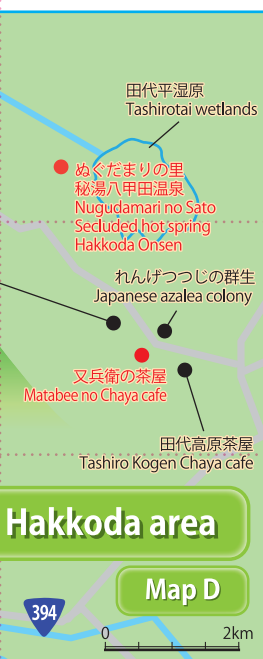 田代平湿原
Tashirotai wetlands
ぬぐだまりの里
秘湯八甲田温泉
Nugudamari no Sato
Secluded hot spring
Hakkoda Onsen
れんげつつじの群生
Japanese azalea colony
又兵衛の茶屋
Matabee no Chaya cafe
田代高原茶屋
Tashiro Kogen Chaya cafe
Hakkoda area
Map D
394
0 2km